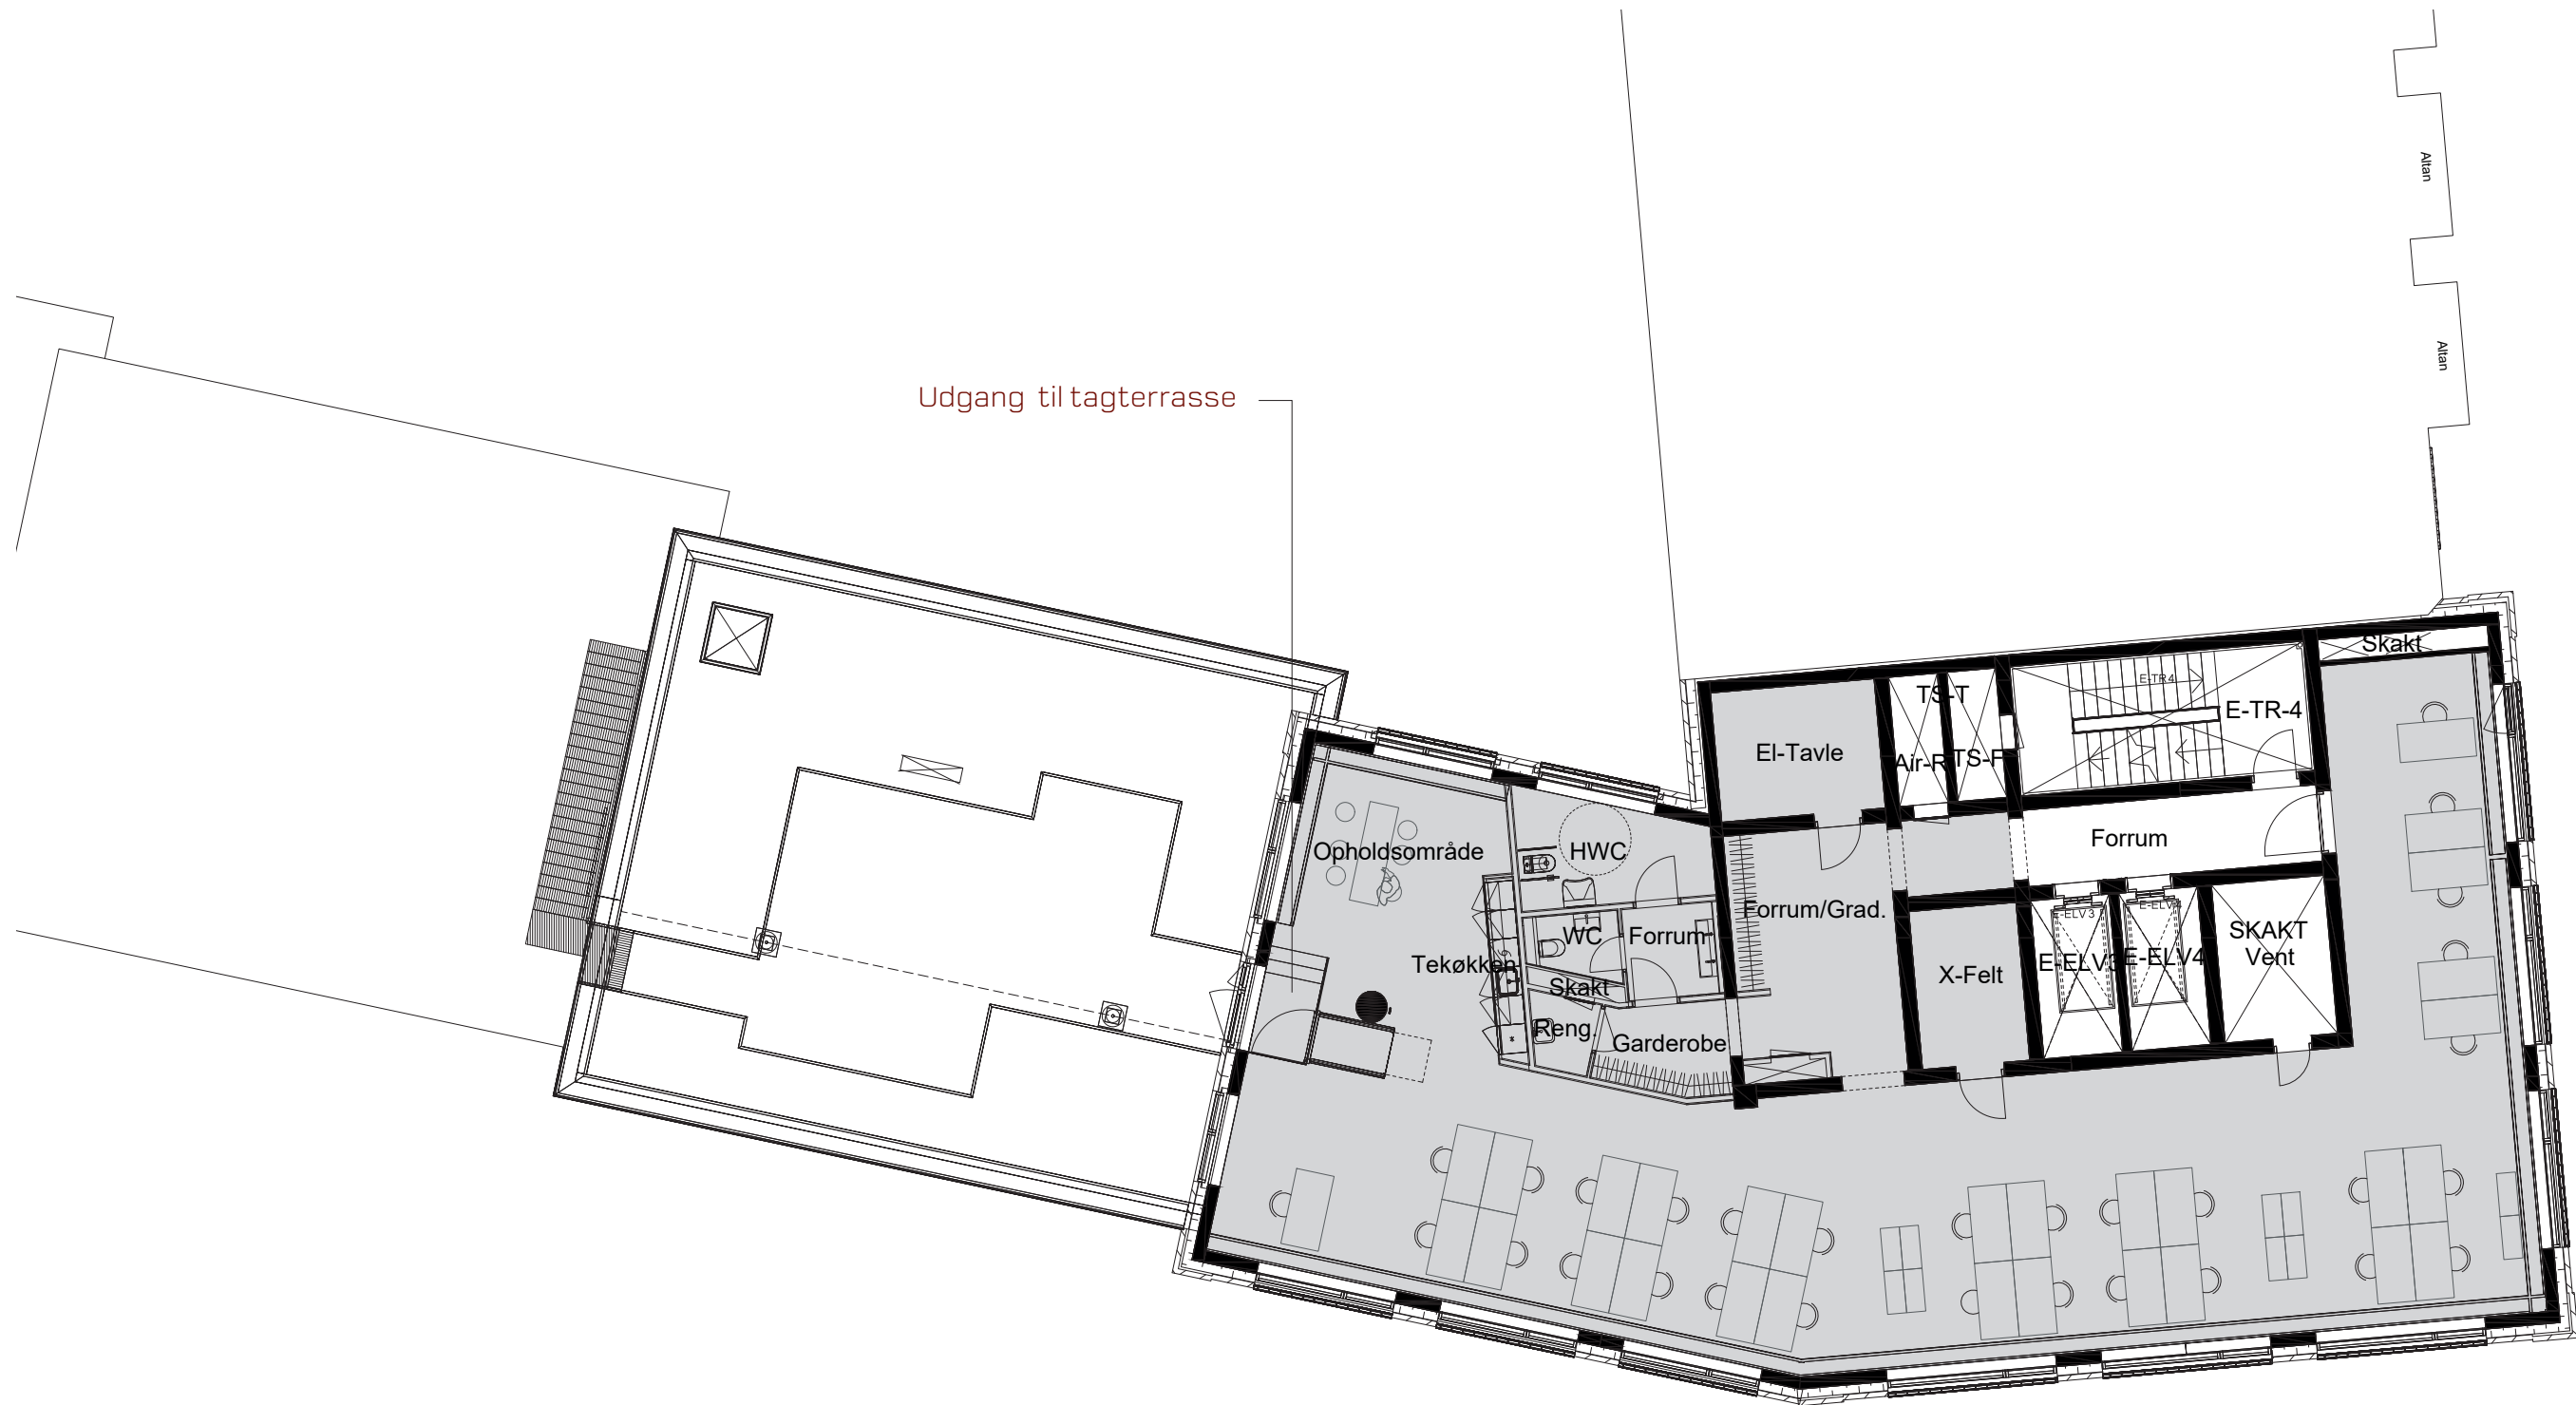 Altan
Altan
Udgang til tagterrasse
Skakt
E-TR4
TS-T
E-TR-4
El-Tavle
Air-R
TS-F
Forrum
Opholdsområde
HWC
Forrum/Grad.
E-ELV3
SKAKT
Vent
WC
Forrum
Tekøkken
E-ELV3
E-ELV4
X-Felt
Skakt
Reng.
Garderobe